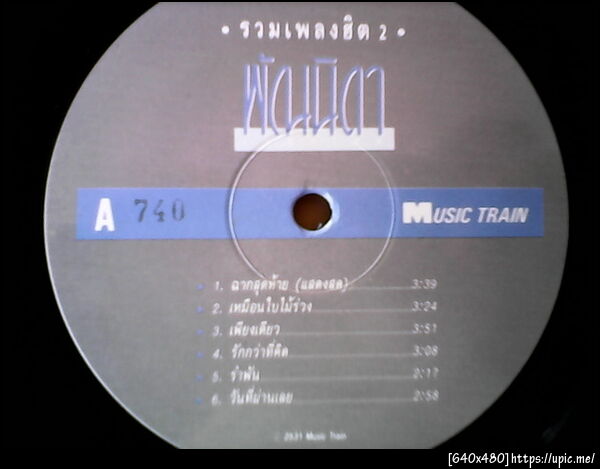 • รวมเพลงฮิต 2 •
พัณนิดา
A 740 MUSIC TRAIN
1. ฉากสุดท้าย (แสดงสด) 3:39
2. เหมือนใบไม้ร่วง 3:24
3. เพียงเดียว 3:51
4. รักกว่าที่คิด 3:08
5. รำพัน 2:17
6. วันที่ผ่านเลย 2:58
© 2531 Music Train
[640x480]https://upic.me/